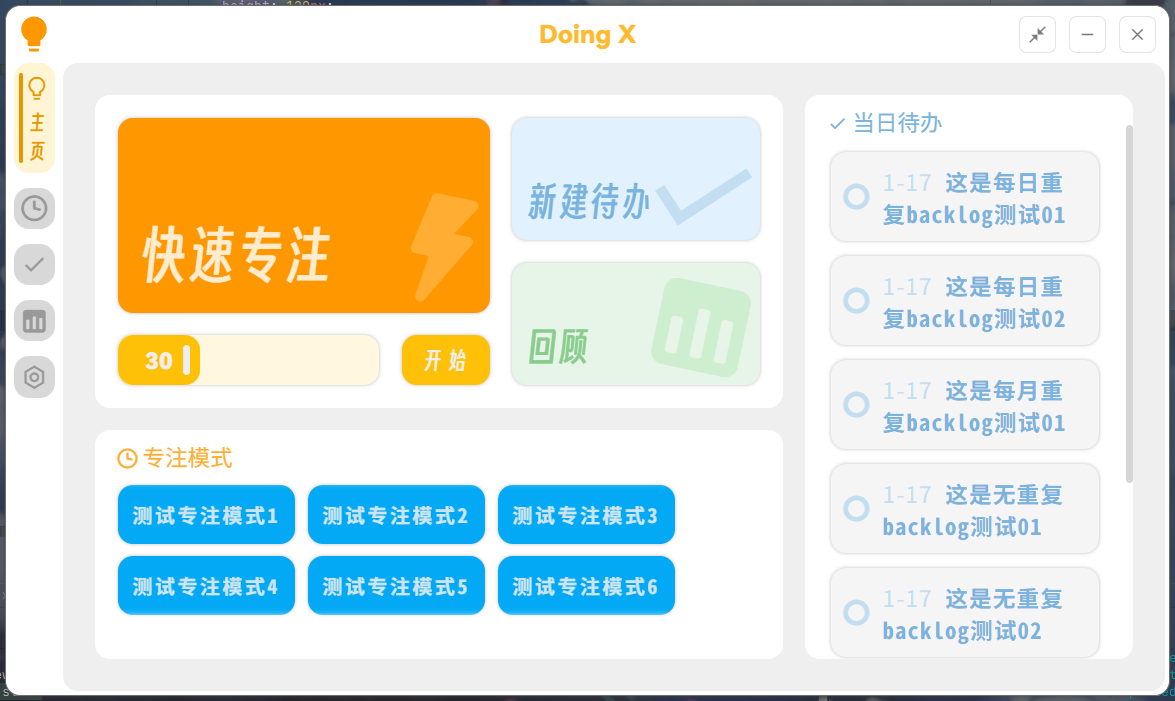 height: 120px;
Doing X
主
页
快速专注
30
开始
新建待办
回顾
专注模式
测试专注模式1
测试专注模式2
测试专注模式3
测试专注模式4
测试专注模式5
测试专注模式6
当日待办
1-17 这是每日重
复backlog测试01
1-17 这是每日重
复backlog测试02
1-17 这是每月重
复backlog测试01
1-17 这是无重复
backlog测试01
1-17 这是无重复
backlog测试02